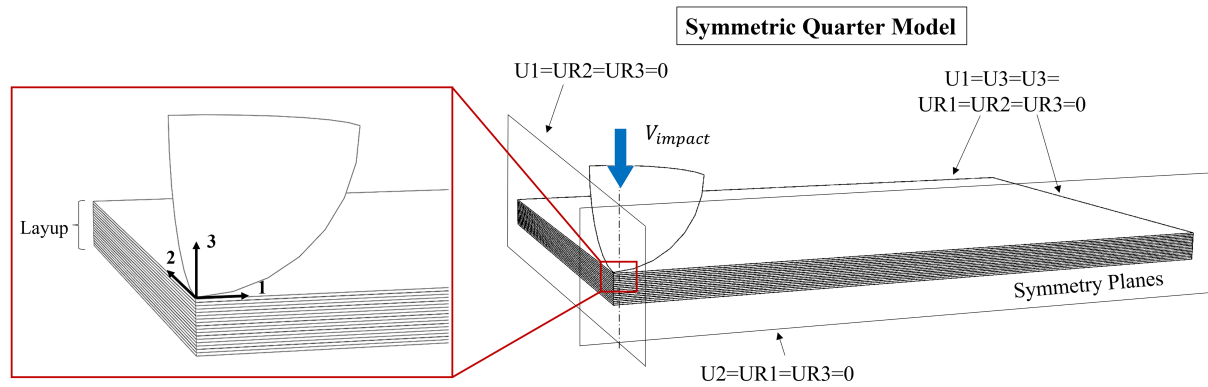 Symmetric Quarter Model
U1=UR2=UR3=0
U1=U3=U3=
UR1=UR2=UR3=0
V_impact
Layup
3
2
1
Symmetry Planes
U2=UR1=UR3=0